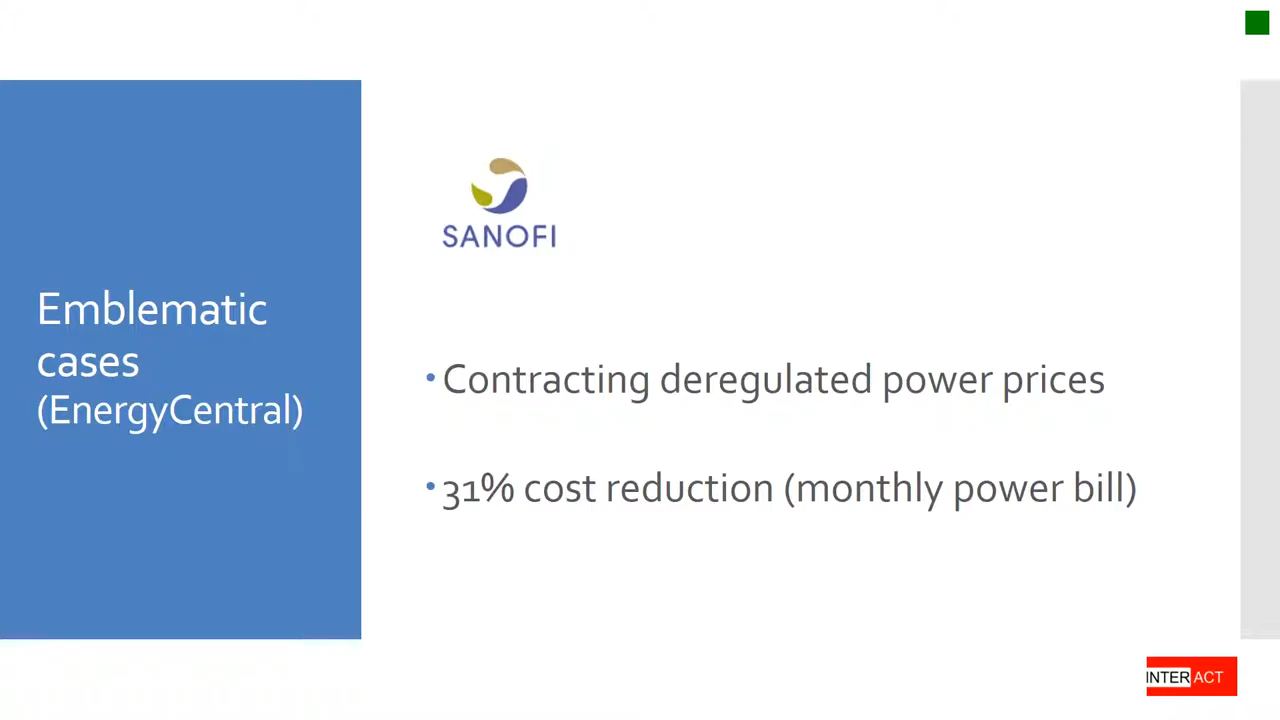 Emblematic
cases
(EnergyCentral)
SANOFI
• Contracting deregulated power prices
• 31% cost reduction (monthly power bill)
INTERACT